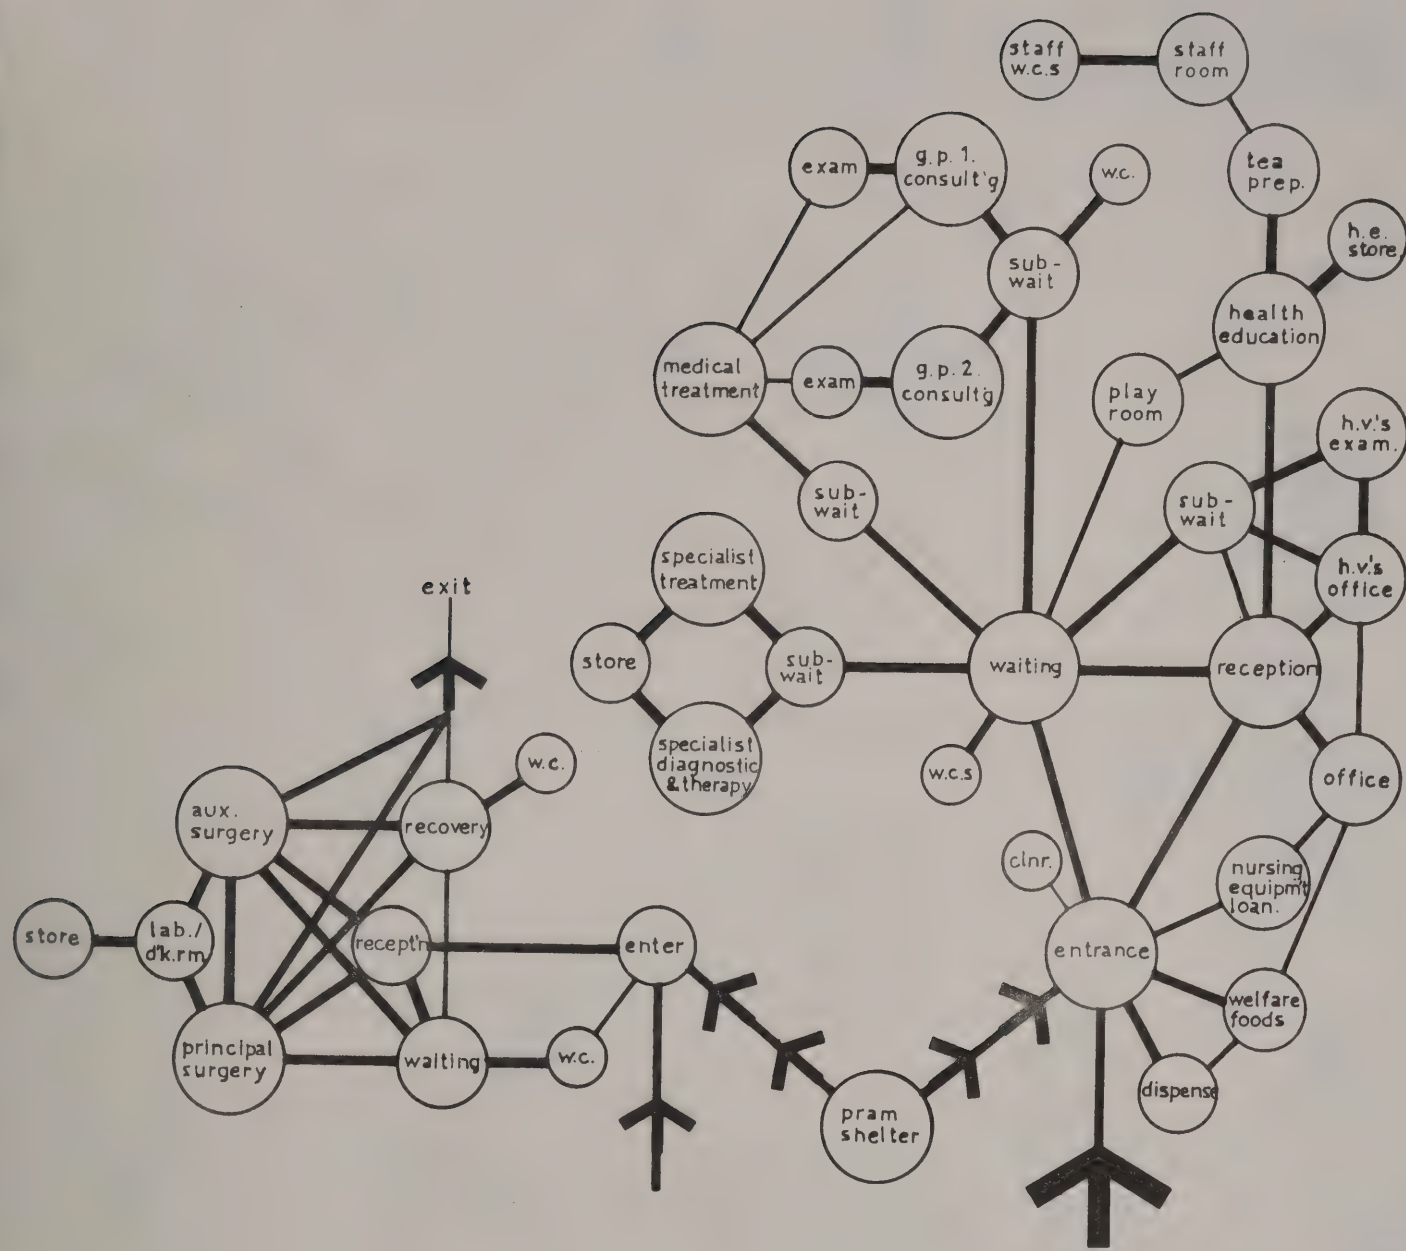 staff
w.c.s
staff
room
exam
g.p. 1.
consult'g
w.c.
tea
prep.
h.e.
store
sub-
wait
health
education
medical
treatment
exam
g.p. 2.
consult'g
play
room
h.v.'s
exam.
sub-
wait
sub-
wait
specialist
treatment
h.v.'s
office
exit
store
sub-
wait
waiting
reception
specialist
diagnostic
& therapy
w.c.s
office
w.c.
aux.
surgery
recovery
clnr.
nursing
equipm't
loan.
store
lab./
d'k.rm
recept'n
enter
entrance
welfare
foods
principal
surgery
waiting
w.c.
dispense
pram
shelter